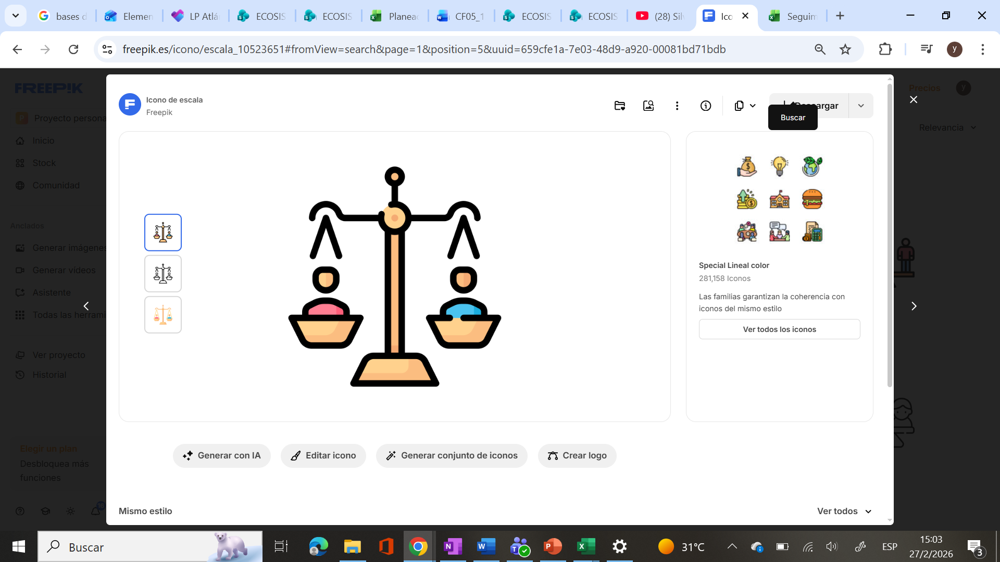 bases d
Elemen
LP Atlá
ECOSIS
ECOSIS
Planeac
CF05_1
ECOSIS
ECOSIS
(28) Silv
Ico
Seguim
freepik.es/icono/escala_10523651#fromView=search&page=1&position=5&uuid=659cfe1a-7e03-48d9-a920-00081bd71bdb
y
FREEPIK
Precios
y
Icono de escala
Freepik
Descargar
Buscar
P
Proyecto persona
Relevancia
Inicio
Stock
Comunidad
Anclados
Generar imágenes
Generar vídeos
Asistente
Todas las herrami
Ver proyecto
Historial
Special Lineal color
281,158 Iconos
Las familias garantizan la coherencia con
iconos del mismo estilo
Ver todos los iconos
Elegir un plan
Desbloquea más
funciones
Generar con IA
Editar icono
Generar conjunto de iconos
Crear logo
16
Mismo estilo
Ver todos
Buscar
31°C
ESP
15:03
27/2/2026
3